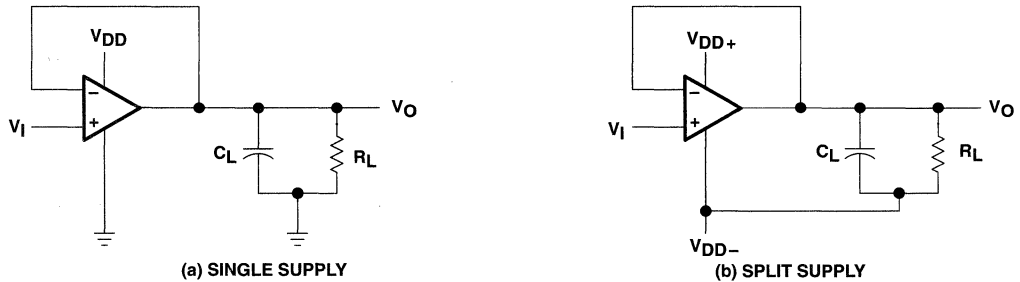 VDD
−
+
VI
VO
CL
RL
(a) SINGLE SUPPLY
VDD+
−
+
VI
VO
CL
RL
VDD−
(b) SPLIT SUPPLY